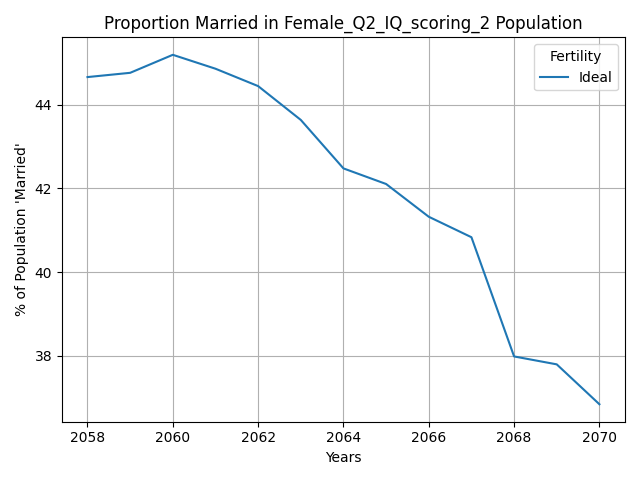 Proportion Married in Female_Q2_IQ_scoring_2 Population
Fertility
Ideal
% of Population 'Married'
44
42
40
38
2058 2060 2062 2064 2066 2068 2070
Years